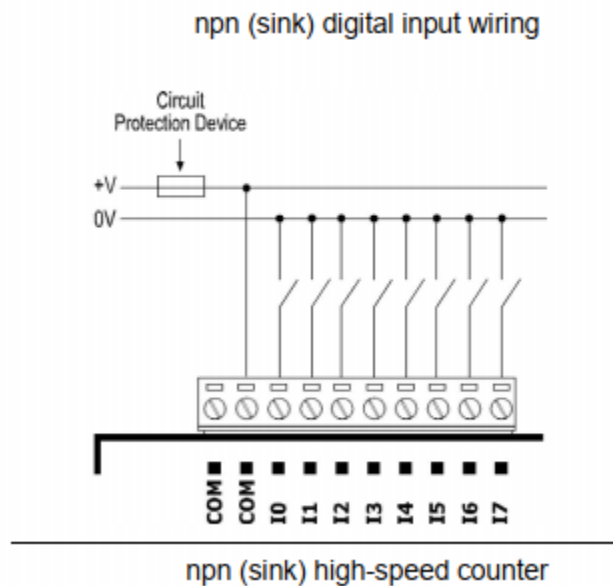 npn (sink) digital input wiring
Circuit
Protection Device
+V
0V
COM COM I0 I1 I2 I3 I4 I5 I6 I7
npn (sink) high-speed counter